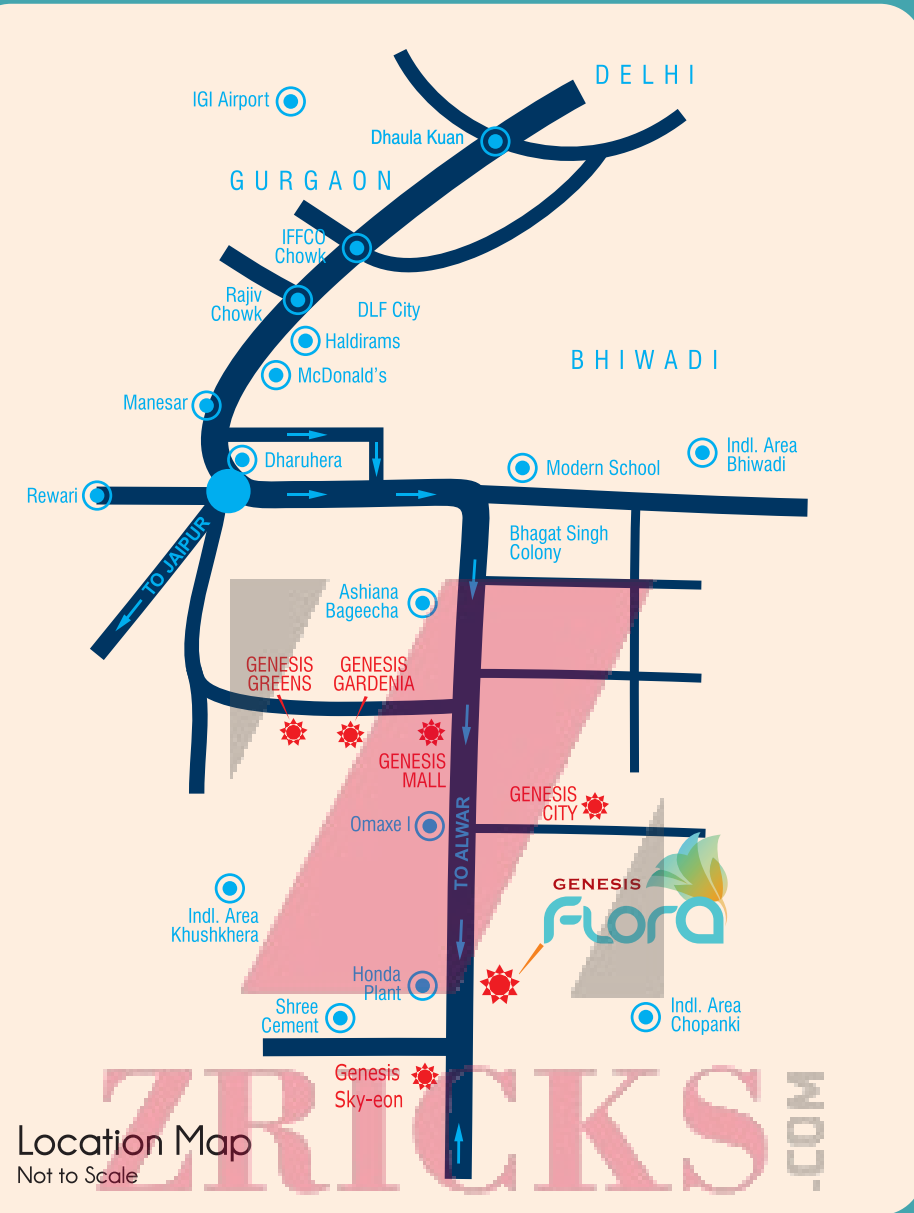 DELHI
IGI Airport
Dhaula Kuan
GURGAON
IFFCO
Chowk
Rajiv
Chowk
DLF City
Haldirams
BHIWADI
McDonald's
Manesar
Dharuhera
Modern School
Indl. Area
Bhiwadi
Rewari
TO JAIPUR
Bhagat Singh
Colony
Ashiana
Bageecha
GENESIS
GREENS
GENESIS
GARDENIA
GENESIS
MALL
GENESIS
CITY
Omaxe I
TO ALWAR
GENESIS
Flora
Indl. Area
Khushkhera
Honda
Plant
Shree
Cement
Indl. Area
Chopanki
Genesis
Sky-eon
ZRICKS
.COM
Location Map
Not to Scale